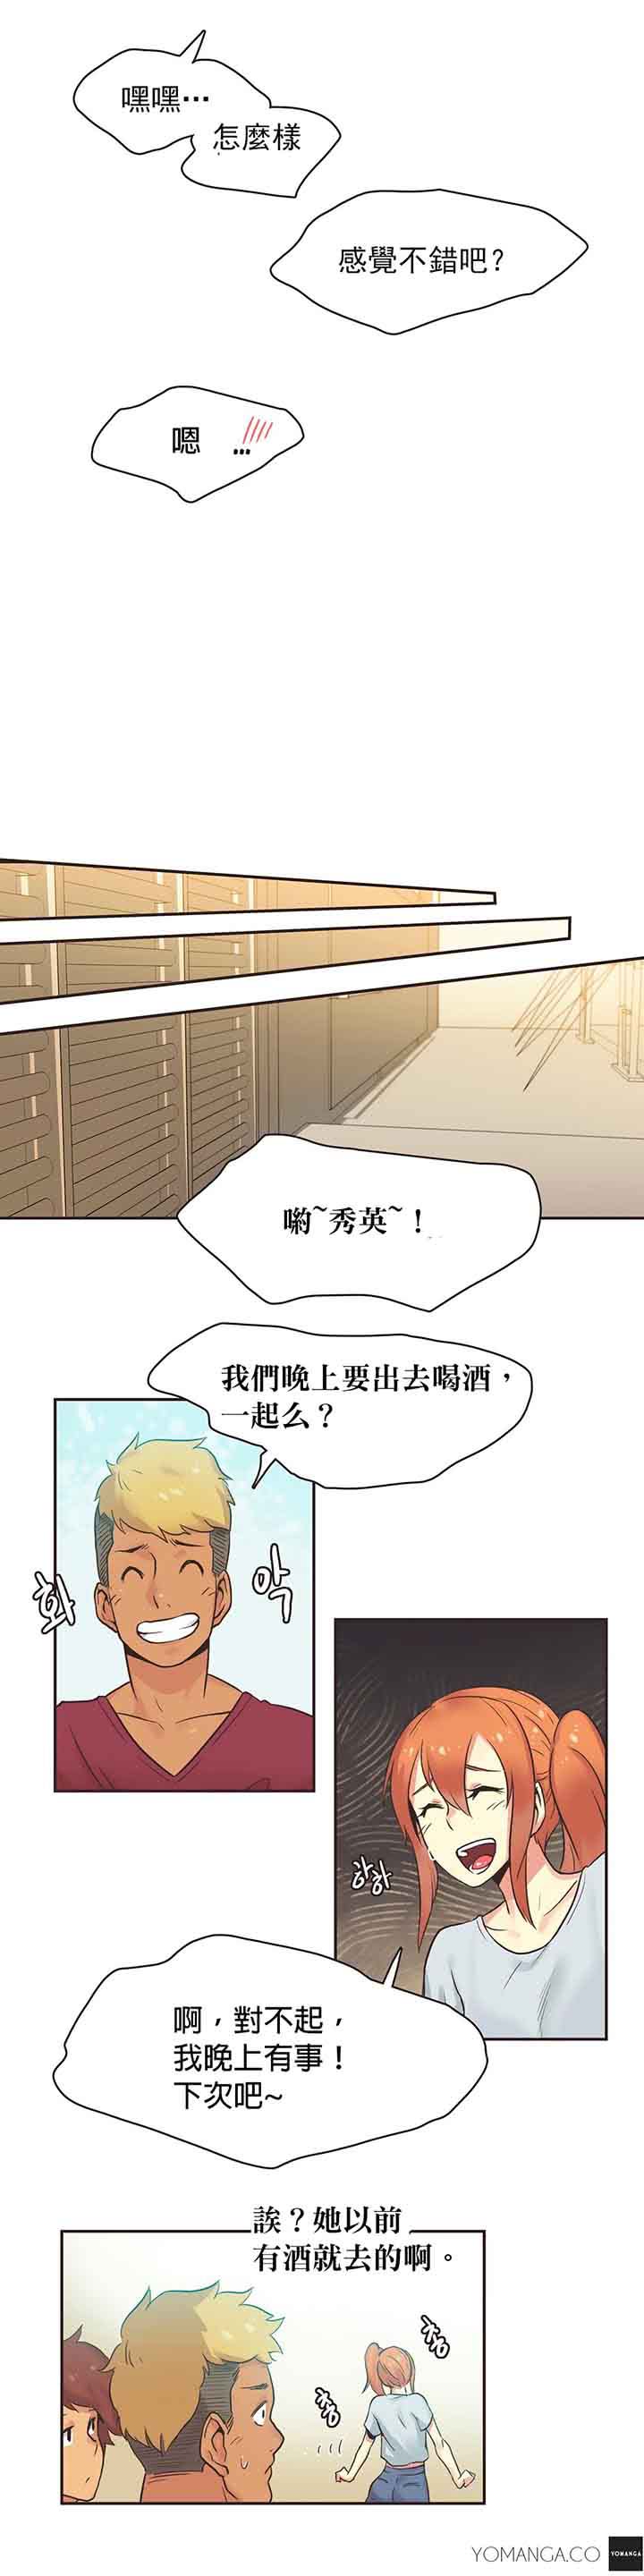 嘿嘿…
怎麼樣
感覺不錯吧?
嗯 ...
喲~秀英~!
我們晚上要出去喝酒，
一起么？
화
악
하하
啊，對不起，
我晚上有事！
下次吧~
誒？她以前
有酒就去的啊。
총
총
YOMANGA.CO
YOMANGA